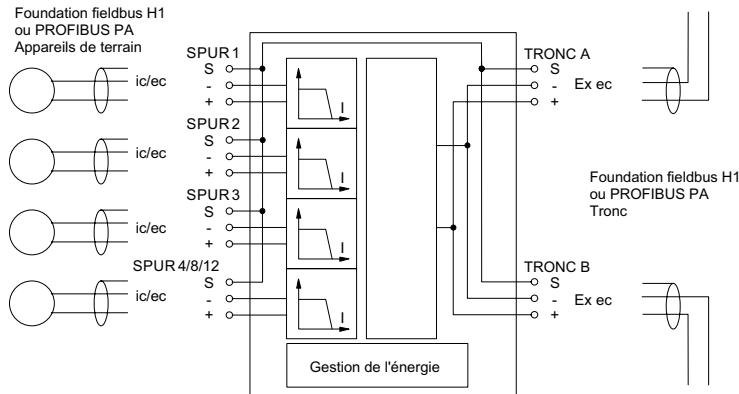 Foundation fieldbus H1
ou PROFIBUS PA
Appareils de terrain
SPUR 1
S
-
+
ic/ec
SPUR 2
S
-
+
ic/ec
SPUR 3
S
-
+
ic/ec
SPUR 4/8/12
S
-
+
ic/ec
I
I
I
I
Gestion de l'énergie
TRONC A
S
-
+
Ex ec
Foundation fieldbus H1
ou PROFIBUS PA
Tronc
TRONC B
S
-
+
Ex ec